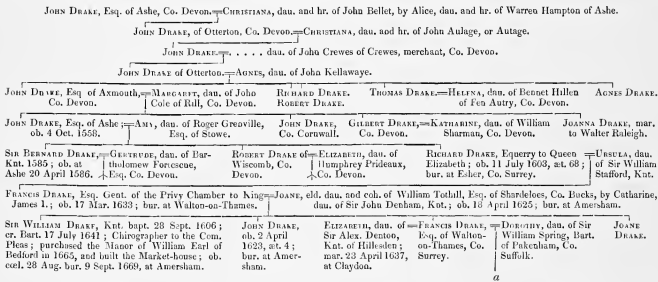 JOHN DRAKE, Esq. of Ashe, Co. Devon.=CHRISTIANA, dau. and hr. of John Bellet, by Alice, dau. and hr. of Warren Hampton of Ashe.
JOHN DRAKE, of Otterton, Co. Devon.=CHRISTIANA, dau. and hr. of John Aulage, or Autage.
JOHN DRAKE.=. . . . . dau. of John Crewes of Crewes, merchant, Co. Devon.
JOHN DRAKE of Otterton.=AGNES, dau. of John Kellawaye.
JOHN DRAKE, Esq. of Axmouth, Co. Devon.=MARGARET, dau. of John Cole of Rill, Co. Devon.
RICHARD DRAKE.
ROBERT DRAKE.
THOMAS DRAKE.=HELENA, dau. of Bennet Hillen of Fen Autry, Co. Devon.
AGNES DRAKE.
JOHN DRAKE, Esq. of Ashe; ob. 4 Oct. 1558.=AMY, dau. of Roger Grenville, Esq. of Stowe.
JOHN DRAKE, Co. Cornwall.
GILBERT DRAKE, Co. Devon.=KATHARINE, dau. of William Sharman, Co. Devon.
JOANNA DRAKE, mar. to Walter Raleigh.
SIR BERNARD DRAKE, Knt. 1585; ob. at Ashe 20 April 1586.=GERTRUDE, dau. of Bartholomew Forcesene, Esq. Co. Devon.
ROBERT DRAKE of Wiscomb, Co. Devon.=ELIZABETH, dau. of Humphrey Prideaux, Co. Devon.
RICHARD DRAKE, Equerry to Queen Elizabeth; ob. 11 July 1603, æt. 68; bur. at Esher, Co. Surrey.=URSULA, dau. of Sir William Stafford, Knt.
FRANCIS DRAKE, Esq. Gent. of the Privy Chamber to King James 1.; ob. 17 Mar. 1633; bur. at Walton-on-Thames.=JOANE, eld. dau. and coh. of William Tothill, Esq. of Shardeloes, Co. Bucks, by Catharine, dau. of Sir John Denham, Knt.; ob. 18 April 1625; bur. at Amersham.
SIR WILLIAM DRAKE, Knt. bapt. 28 Sept. 1606; cr. Bart. 17 July 1641; Chirographer to the Com. Pleas; purchased the Manor of William Earl of Bedford in 1665, and built the Market-house; ob. cœl. 28 Aug. bur. 9 Sept. 1669, at Amersham.
JOHN DRAKE, ob. 2 April 1623, æt. 4; bur. at Amersham.
ELIZABETH, dau. of Sir Alex. Denton, Knt. of Hillesden; mar. 23 April 1637, at Claydon.=FRANCIS DRAKE, Esq. of Walton-on-Thames, Co. Surrey.=DOROTHY, dau. of Sir William Spring, Bart. of Pakenham, Co. Suffolk.
JOANE DRAKE.
a